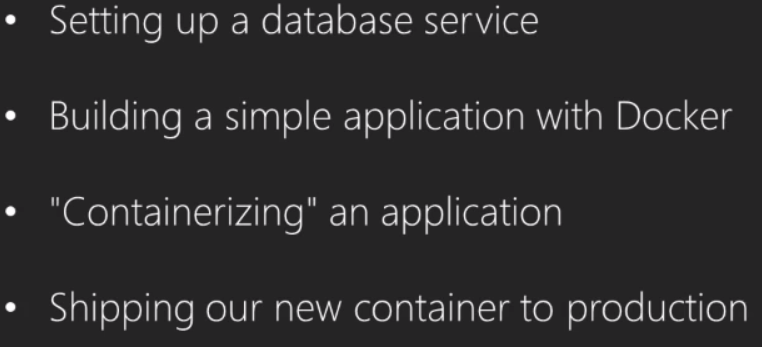 • Setting up a database service
• Building a simple application with Docker
• "Containerizing" an application
• Shipping our new container to production